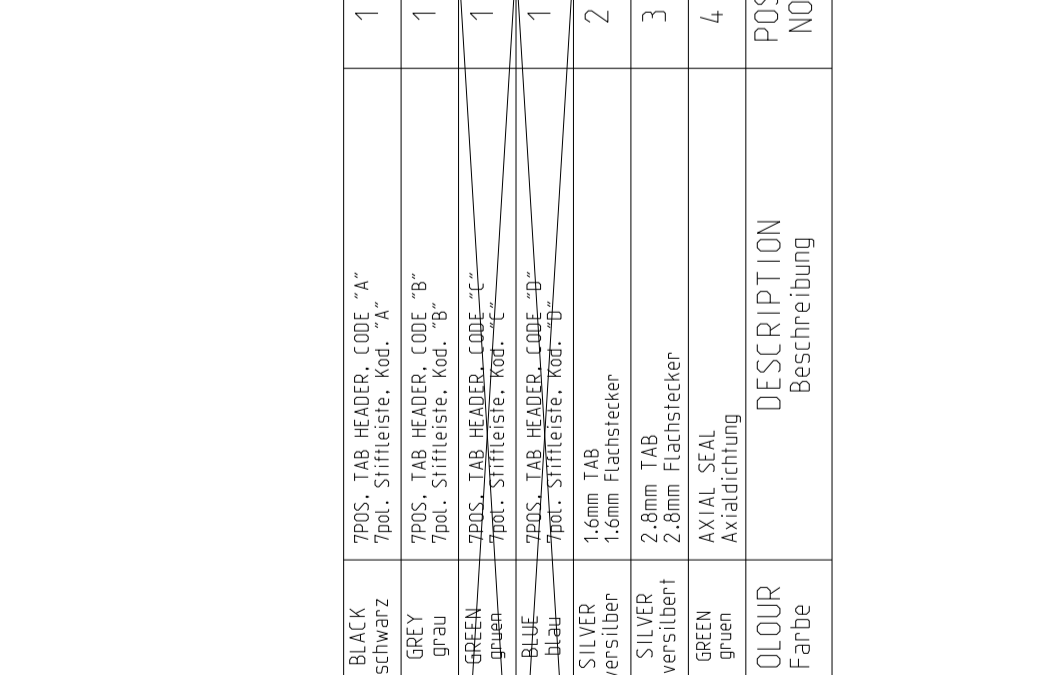 1
7POS. TAB HEADER, CODE "A"
7pol. Stiftleiste, Kod. "A"
BLACK
schwarz
1
7POS. TAB HEADER, CODE "B"
7pol. Stiftleiste, Kod. "B"
GREY
grau
1
7POS. TAB HEADER, CODE "C"
7pol. Stiftleiste, Kod. "C"
GREEN
gruen
1
7POS. TAB HEADER, CODE "D"
7pol. Stiftleiste, Kod. "D"
BLUE
blau
2
1.6mm TAB
1.6mm Flachstecker
SILVER
versilber
3
2.8mm TAB
2.8mm Flachstecker
SILVER
versilbert
4
AXIAL SEAL
Axialdichtung
GREEN
gruen
POS
NO
DESCRIPTION
Beschreibung
OLOUR
Farbe